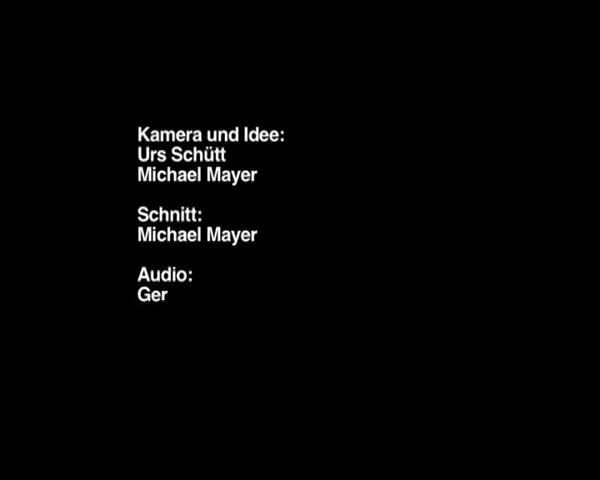 Kamera und Idee:
Urs Schütt
Michael Mayer
Schnitt:
Michael Mayer
Audio:
Ger